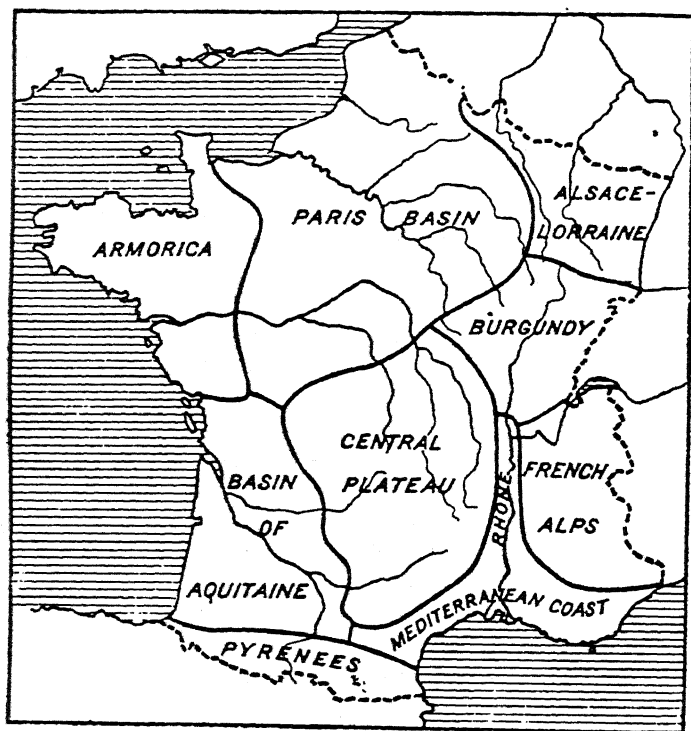 PARIS BASIN
ALSACE-
LORRAINE
ARMORICA
BURGUNDY
CENTRAL
PLATEAU
BASIN
OF
AQUITAINE
RHONE
FRENCH
ALPS
MEDITERRANEAN COAST
PYRENEES